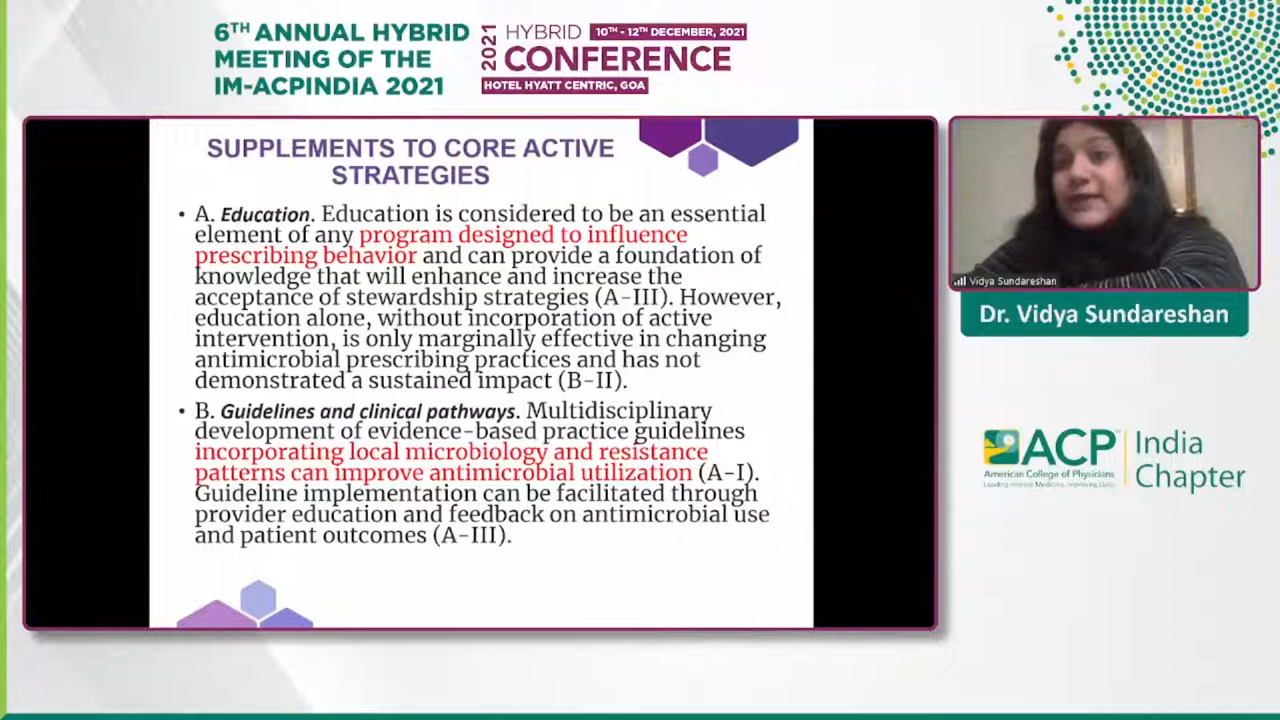 6TH ANNUAL HYBRID
MEETING OF THE
IM-ACPINDIA 2021
2021
HYBRID
10TH - 12TH DECEMBER, 2021
CONFERENCE
HOTEL HYATT CENTRIC, GOA
SUPPLEMENTS TO CORE ACTIVE
STRATEGIES
• A. Education. Education is considered to be an essential
element of any program designed to influence
prescribing behavior and can provide a foundation of
knowledge that will enhance and increase the
acceptance of stewardship strategies (A-III). However,
education alone, without incorporation of active
intervention, is only marginally effective in changing
antimicrobial prescribing practices and has not
demonstrated a sustained impact (B-II).
• B. Guidelines and clinical pathways. Multidisciplinary
development of evidence-based practice guidelines
incorporating local microbiology and resistance
patterns can improve antimicrobial utilization (A-I).
Guideline implementation can be facilitated through
provider education and feedback on antimicrobial use
and patient outcomes (A-III).
Vidya Sundareshan
Dr. Vidya Sundareshan
ACP™
American College of Physicians
Leading Internal Medicine, Improving Lives
India
Chapter